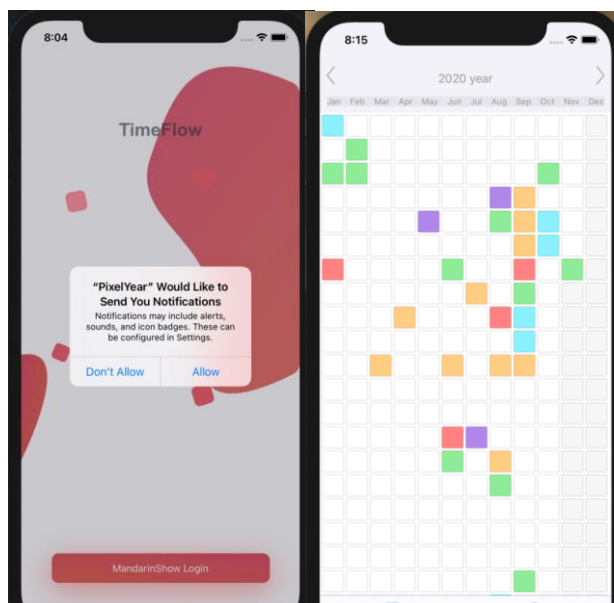 8:04
TimeFlow
“PixelYear” Would Like to
Send You Notifications
Notifications may include alerts,
sounds, and icon badges. These can
be configured in Settings.
Don't Allow
Allow
MandarinShow Login
8:15
2020 year
Jan Feb Mar Apr May Jun Jul Aug Sep Oct Nov Dec